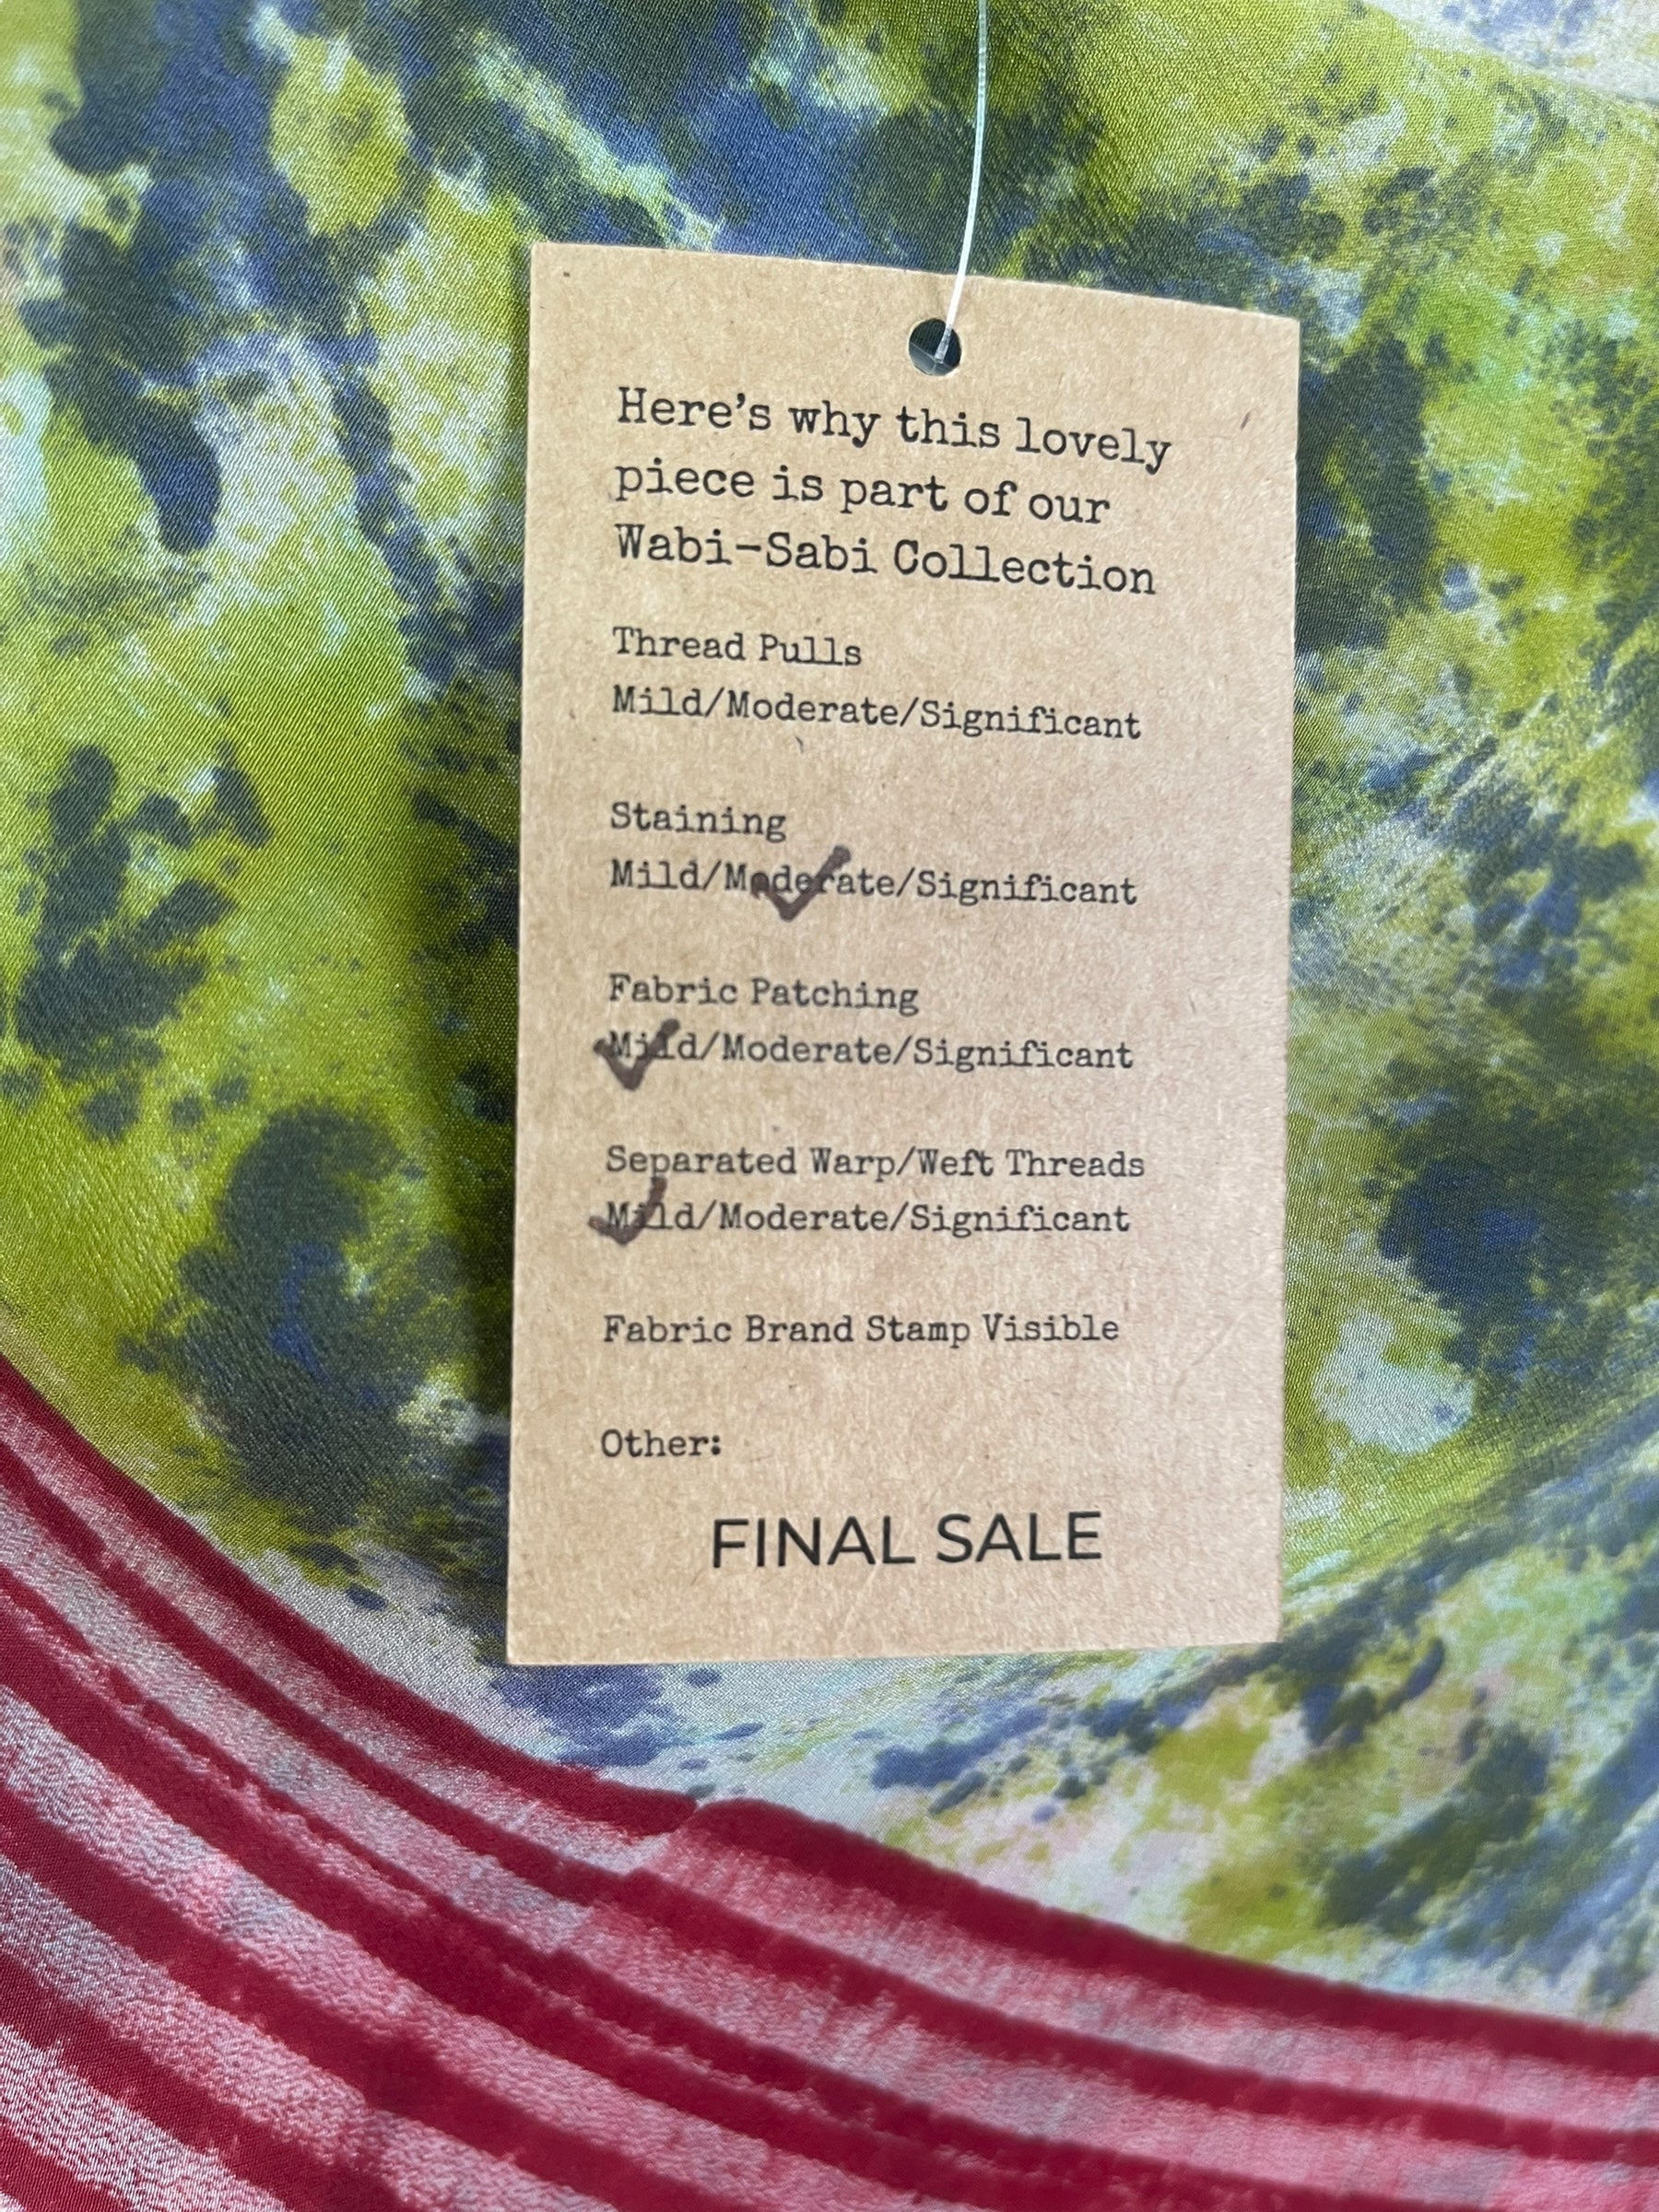 Here’s why this lovely
piece is part of our
Wabi-Sabi Collection
Thread Pulls
Mild/Moderate/Significant
Staining
Mild/Moderate/Significant
Fabric Patching
Mild/Moderate/Significant
Separated Warp/Weft Threads
Mild/Moderate/Significant
Fabric Brand Stamp Visible
Other:
FINAL SALE